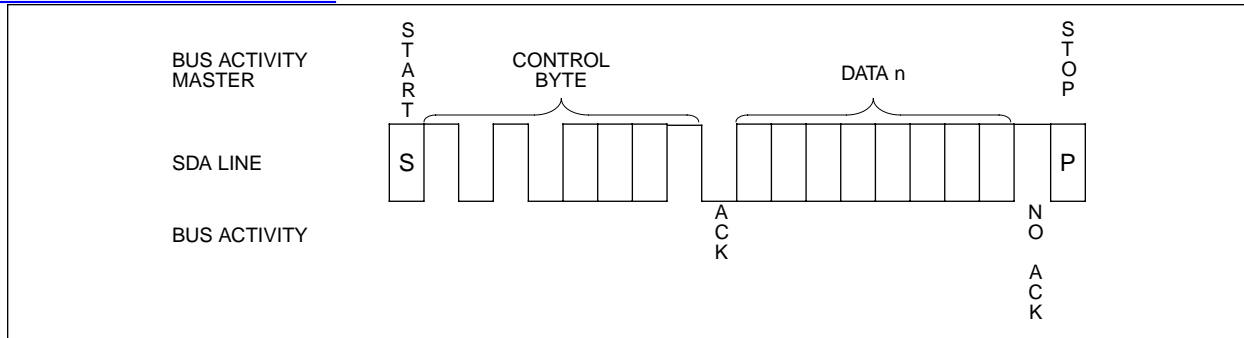 BUS ACTIVITY
MASTER
START
CONTROL
BYTE
DATA n
STOP
SDA LINE
S
P
BUS ACTIVITY
ACK
NO ACK